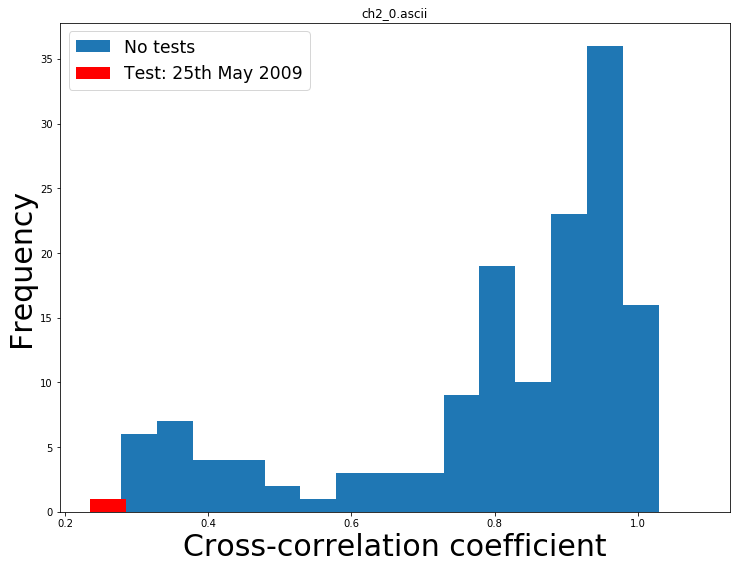 ch2_0.ascii
No tests
Test: 25th May 2009
Frequency
35
30
25
20
15
10
5
0
0.2 0.4 0.6 0.8 1.0
Cross-correlation coefficient